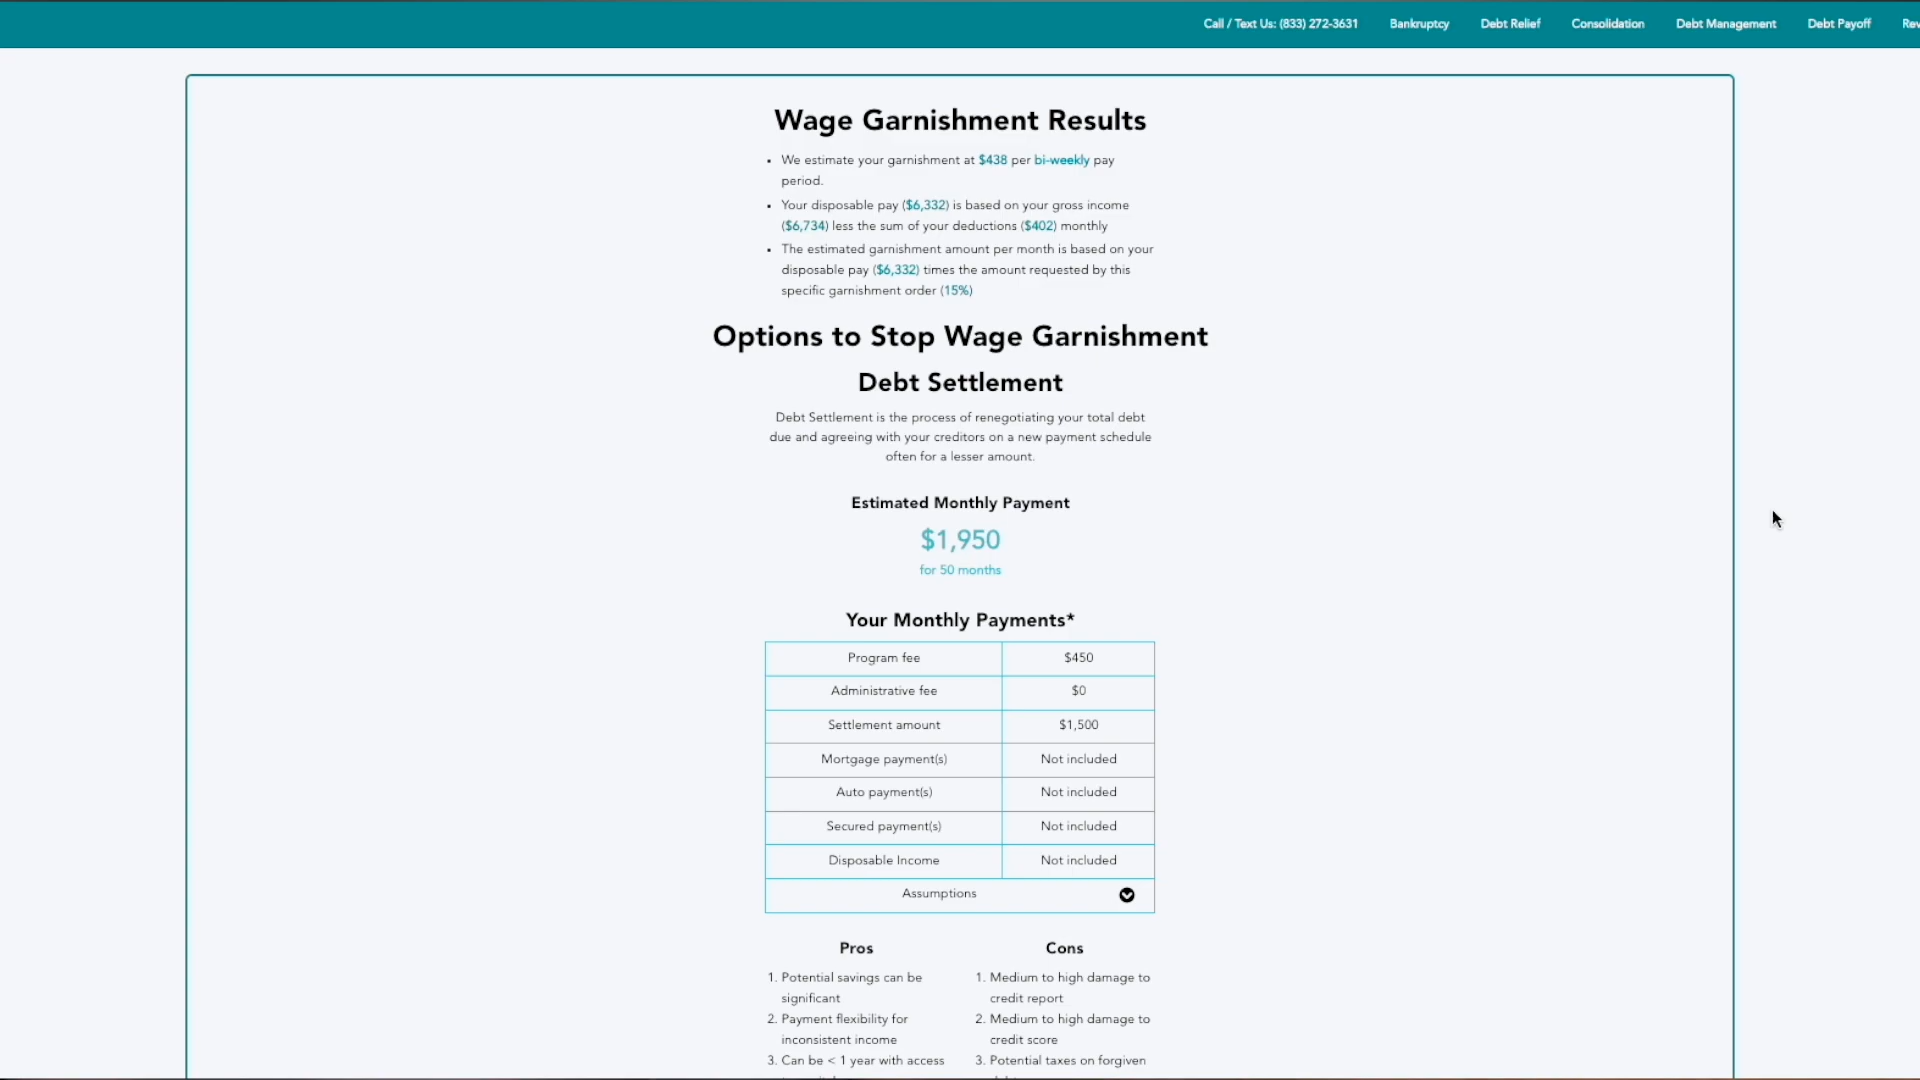 Call / Text Us: (833) 272-3631 Bankruptcy Debt Relief Consolidation Debt Management Debt Payoff
Wage Garnishment Results
• We estimate your garnishment at $438 per bi-weekly pay
period.
• Your disposable pay ($6,332) is based on your gross income
($6,734) less the sum of your deductions ($402) monthly
• The estimated garnishment amount per month is based on your
disposable pay ($6,332) times the amount requested by this
specific garnishment order (15%)
Options to Stop Wage Garnishment
Debt Settlement
Debt Settlement is the process of renegotiating your total debt
due and agreeing with your creditors on a new payment schedule
often for a lesser amount.
Estimated Monthly Payment
$1,950
for 50 months
Your Monthly Payments*
Program fee $450
Administrative fee $0
Settlement amount $1,500
Mortgage payment(s) Not included
Auto payment(s) Not included
Secured payment(s) Not included
Disposable Income Not included
Assumptions
Pros
1. Potential savings can be
significant
2. Payment flexibility for
inconsistent income
3. Can be < 1 year with access
Cons
1. Medium to high damage to
credit report
2. Medium to high damage to
credit score
3. Potential taxes on forgiven